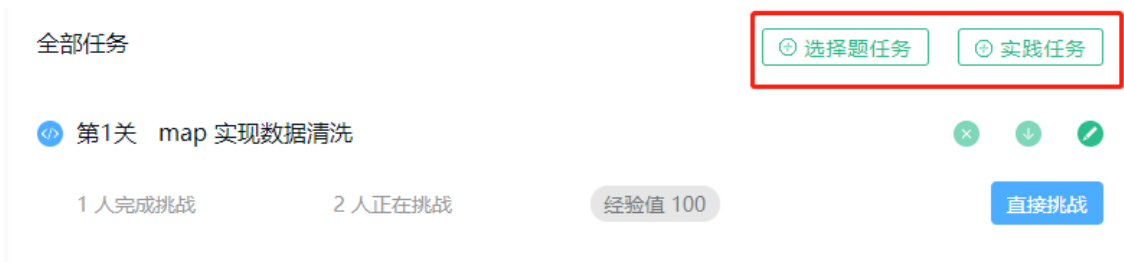 全部任务
选择题任务 实践任务
第1关 map 实现数据清洗
1 人完成挑战 2 人正在挑战 经验值 100 直接挑战